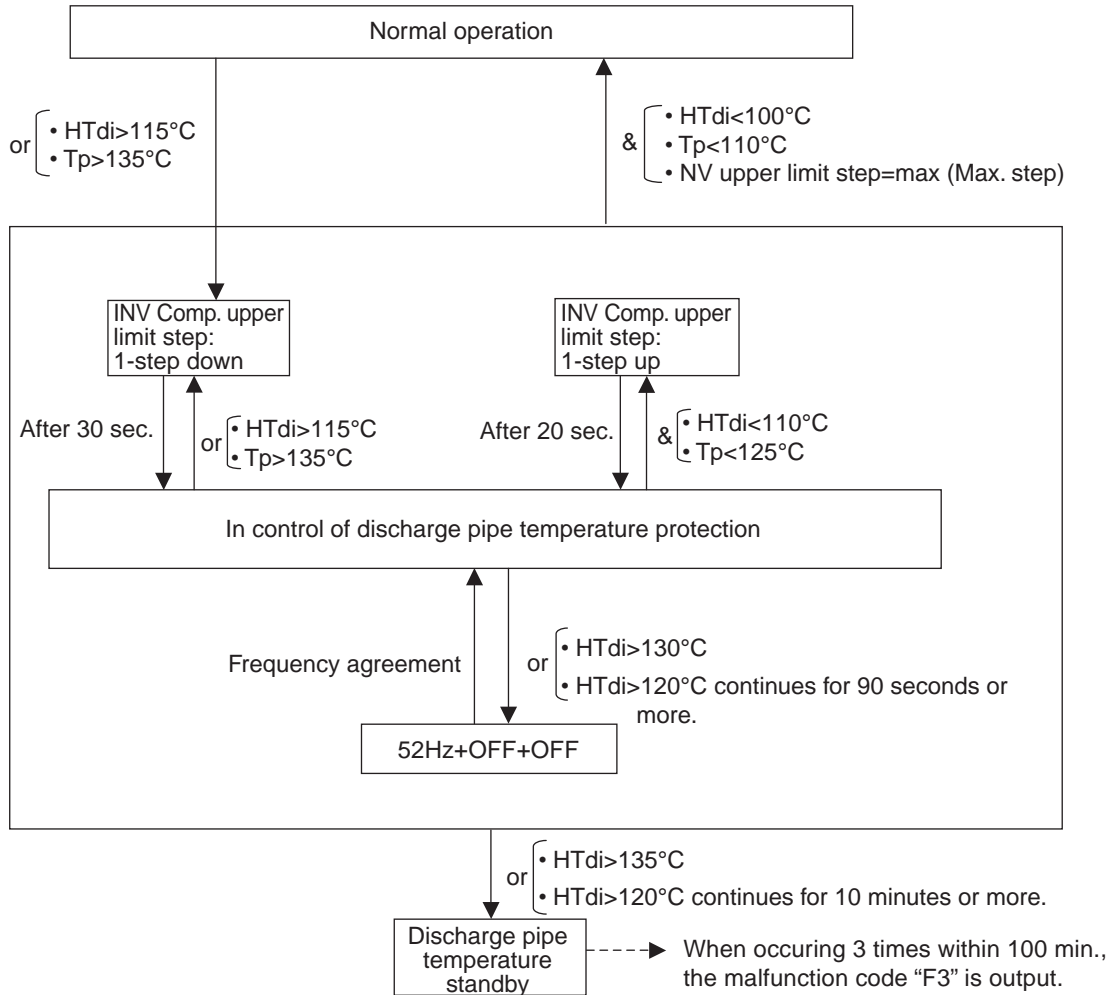 Normal operation
or
• HTdi>115°C
• Tp>135°C
&
• HTdi<100°C
• Tp<110°C
• NV upper limit step=max (Max. step)
INV Comp. upper
limit step:
1-step down
INV Comp. upper
limit step:
1-step up
After 30 sec.
or
• HTdi>115°C
• Tp>135°C
After 20 sec.
&
• HTdi<110°C
• Tp<125°C
In control of discharge pipe temperature protection
Frequency agreement
or
• HTdi>130°C
• HTdi>120°C continues for 90 seconds or
more.
52Hz+OFF+OFF
or
• HTdi>135°C
• HTdi>120°C continues for 10 minutes or more.
Discharge pipe
temperature
standby
When occuring 3 times within 100 min.,
the malfunction code “F3” is output.